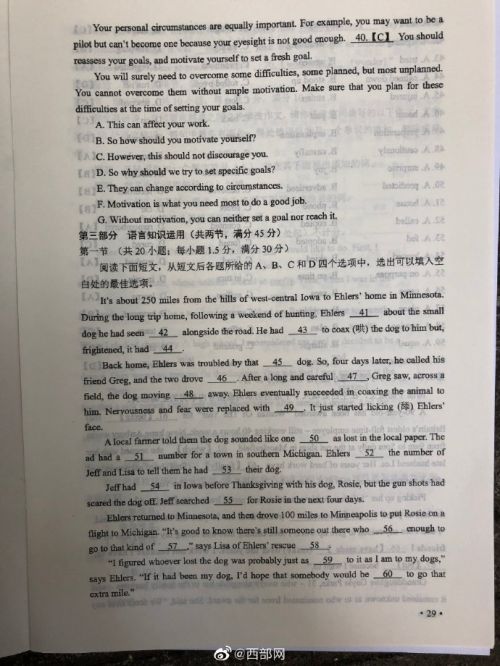 Your personal circumstances are equally important. For example, you may want to be a
pilot but can't become one because your eyesight is not good enough. 40.【C】 You should
reassess your goals, and motivate yourself to set a fresh goal.
You will surely need to overcome some difficulties, some planned, but most unplanned.
You cannot overcome them without ample motivation. Make sure that you plan for these
difficulties at the time of setting your goals.
A. This can affect your work.
B. So how should you motivate yourself?
C. However, this should not discourage you.
D. So why should we try to set specific goals?
E. They can change according to circumstances.
F. Motivation is what you need most to do a good job.
G. Without motivation, you can neither set a goal nor reach it.
第三部分 语言知识运用（共两节，满分 45 分）
第一节 （共 20 小题；每小题 1.5 分，满分 30 分）
阅读下面短文，从短文后各题所给的 A、B、C 和 D 四个选项中，选出可以填入空
白处的最佳选项。
It's about 250 miles from the hills of west-central Iowa to Ehlers' home in Minnesota.
During the long trip home, following a weekend of hunting, Ehlers 41 about the small
dog he had seen 42 alongside the road. He had 43 to coax (哄) the dog to him but,
frightened, it had 44 .
Back home, Ehlers was troubled by that 45 dog. So, four days later, he called his
friend Greg, and the two drove 46 . After a long and careful 47 , Greg saw, across a
field, the dog moving 48 away. Ehlers eventually succeeded in coaxing the animal to
him. Nervousness and fear were replaced with 49 . It just started licking (舔) Ehlers'
face.
A local farmer told them the dog sounded like one 50 as lost in the local paper. The
ad had a 51 number for a town in southern Michigan. Ehlers 52 the number of
Jeff and Lisa to tell them he had 53 their dog.
Jeff had 54 in Iowa before Thanksgiving with his dog, Rosie, but the gun shots had
scared the dog off. Jeff searched 55 for Rosie in the next four days.
Ehlers returned to Minnesota, and then drove 100 miles to Minneapolis to put Rosie on a
flight to Michigan. "It's good to know there's still someone out there who 56 enough to
go to that kind of 57 ," says Lisa of Ehlers' rescue 58 .
"I figured whoever lost the dog was probably just as 59 to it as I am to my dogs,"
says Ehlers. "If it had been my dog, I'd hope that somebody would be 60 to go that
extra mile."
· 29 ·
@西部网